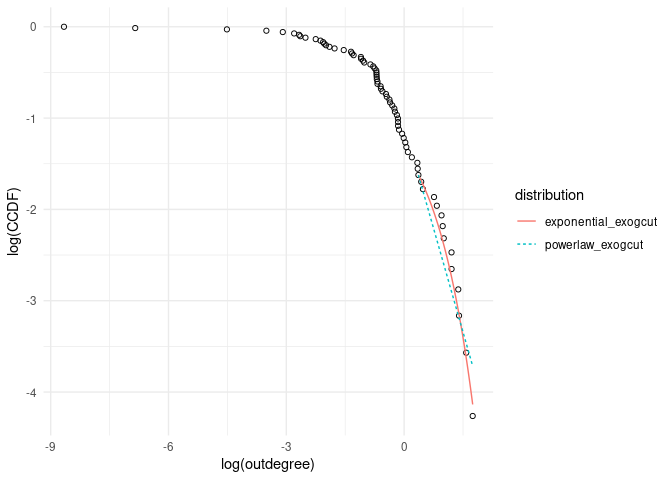 0
-1
-2
-3
-4
-9
-6
-3
0
log(CCDF)
log(outdegree)
distribution
exponential_exogcut
powerlaw_exogcut